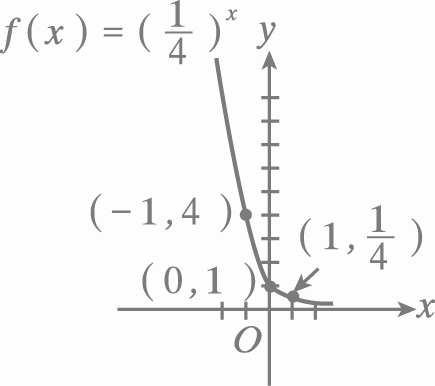 f(x) = (1/4)^x
y
(−1,4)
(1,1/4)
(0,1)
x
O